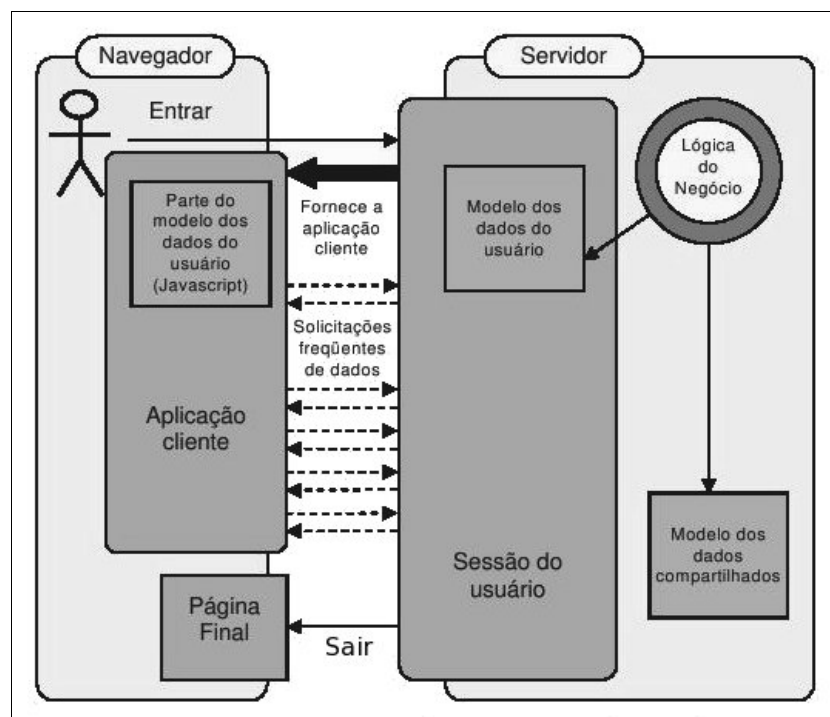 Navegador
Servidor
Entrar
Parte do
modelo dos
dados do
usuário
(Javascript)
Fornece a
aplicação
cliente
Modelo dos
dados do
usuário
Lógica
do
Negócio
Solicitações
freqüentes
de dados
Aplicação
cliente
Sessão do
usuário
Modelo dos
dados
compartilhados
Página
Final
Sair